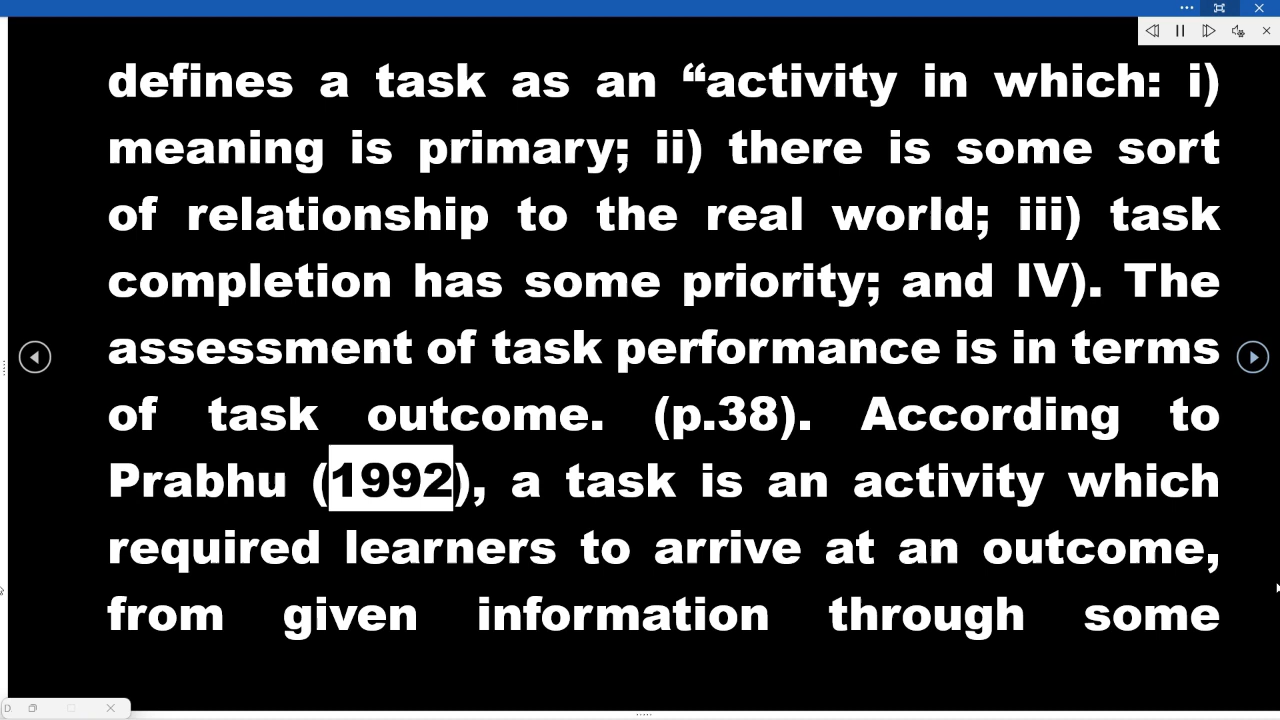 defines a task as an “activity in which: i)
meaning is primary; ii) there is some sort
of relationship to the real world; iii) task
completion has some priority; and IV). The
assessment of task performance is in terms
of task outcome. (p.38). According to
Prabhu (1992), a task is an activity which
required learners to arrive at an outcome,
from given information through some
D